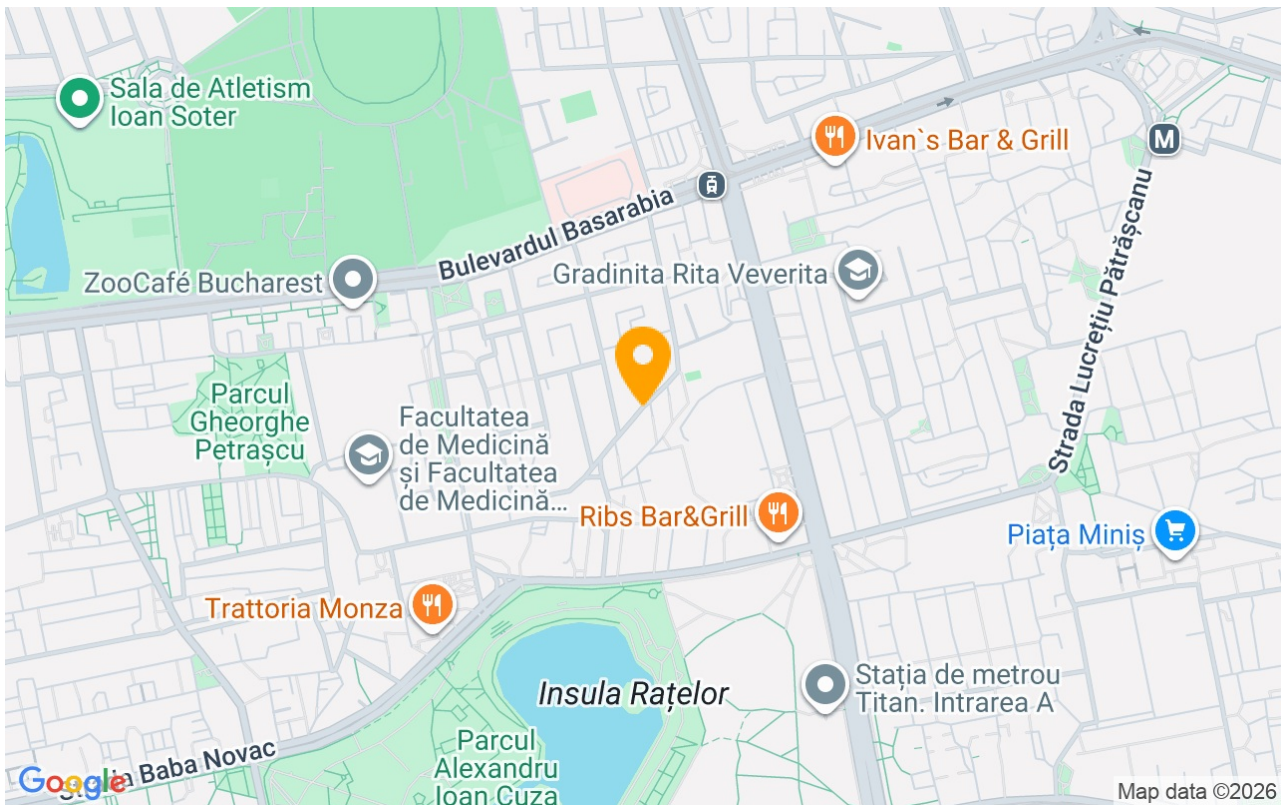 Sala de Atletism
Ioan Soter
Ivan`s Bar & Grill
M
Bulevardul Basarabia
Strada Lucrețiu Pătrășcanu
ZooCafé Bucharest
Gradinita Rita Veverita
Parcul
Gheorghe
Petrașcu
Facultatea
de Medicină
și Facultatea
de Medicină...
Ribs Bar&Grill
Piața Miniș
Trattoria Monza
Insula Rațelor
Stația de metrou
Titan. Intrarea A
Parcul
Alexandru
Ioan Cuza
Baba Novac
Google
Map data ©2026